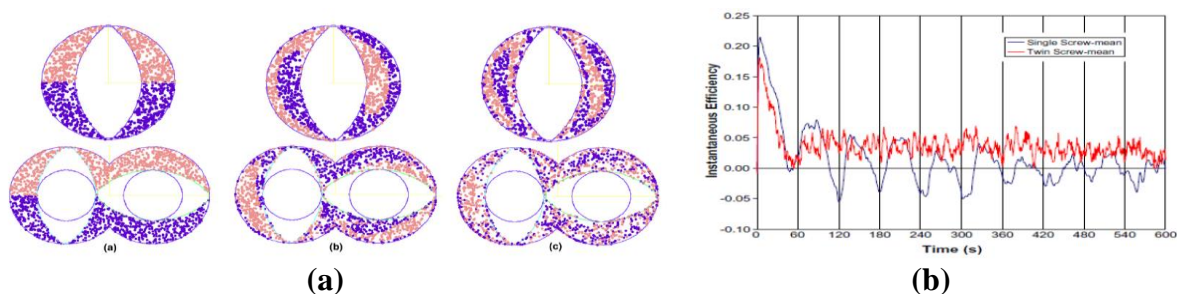 (a)
(b)
(c)
(a)
0.25
0.20
0.15
0.10
0.05
0.00
-0.05
-0.10
Instantaneous Efficiency
Single Screw-mean
Twin Screw-mean
0 60 120 180 240 300 360 420 480 540 600
Time (s)
(b)